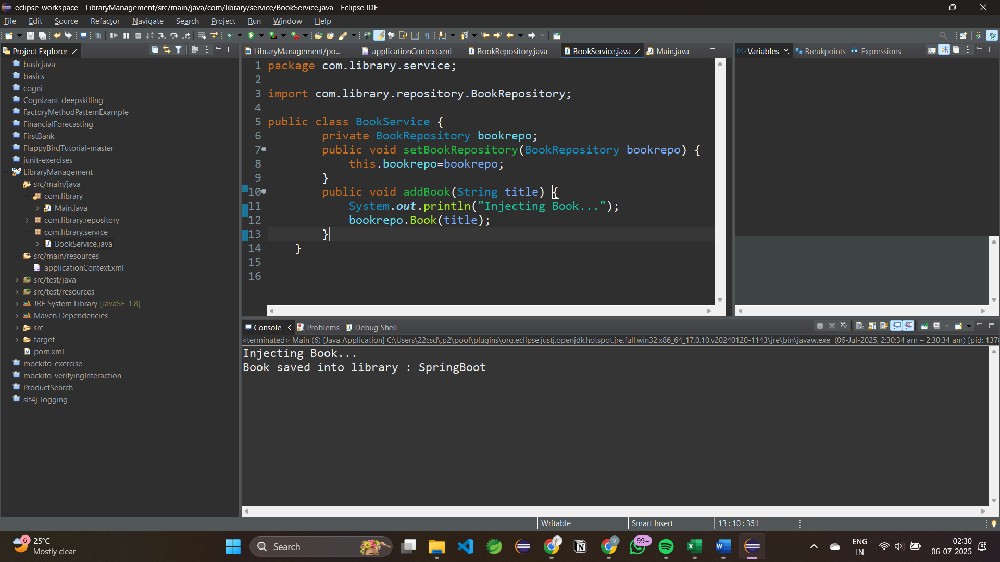 eclipse-workspace - LibraryManagement/src/main/java/com/library/service/BookService.java - Eclipse IDE
File Edit Source Refactor Navigate Search Project Run Window Help
Project Explorer
basicjava
basics
cogni
Cognizant_deepskilling
FactoryMethodPatternExample
FinancialForecasting
FirstBank
FlappyBirdTutorial-master
junit-exercises
LibraryManagement
src/main/java
com.library
Main.java
com.library.repository
com.library.service
BookService.java
src/main/resources
applicationContext.xml
src/test/java
src/test/resources
JRE System Library [JavaSE-1.8]
Maven Dependencies
src
target
pom.xml
mockito-exercise
mockito-verifyingInteraction
ProductSearch
slf4j-logging
LibraryManagement/po... applicationContext.xml BookRepository.java BookService.java Main.java
1 package com.library.service;
2
3 import com.library.repository.BookRepository;
4
5 public class BookService {
6 private BookRepository bookrepo;
7 public void setBookRepository(BookRepository bookrepo) {
8 this.bookrepo=bookrepo;
9 }
10 public void addBook(String title) {
11 System.out.println("Injecting Book...");
12 bookrepo.Book(title);
13 }
14 }
15
16
Variables Breakpoints Expressions
Console Problems Debug Shell
<terminated> Main (6) [Java Application] C:\Users\22csd\.p2\pool\plugins\org.eclipse.justj.openjdk.hotspot.jre.full.win32.x86_64_17.0.10.v20240120-1143\jre\bin\javaw.exe (06-Jul-2025, 2:30:34 am – 2:30:34 am) [pid: 1378
Injecting Book...
Book saved into library : SpringBoot
Writable Smart Insert 13 : 10 : 351
6 25°C
Mostly clear
Search
99+
ENG
IN
02:30
06-07-2025